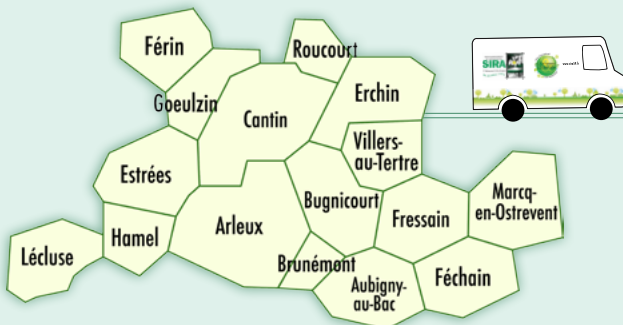 Férin
Roucourt
SIRA
Goeulzin
Erchin
Cantin
Villers-
au-Tertre
Estrées
Bugnicourt
Marcq-
en-Ostrevent
Fressain
Arleux
Hamel
Lécluse
Brunémont
Féchain
Aubigny-
au-Bac